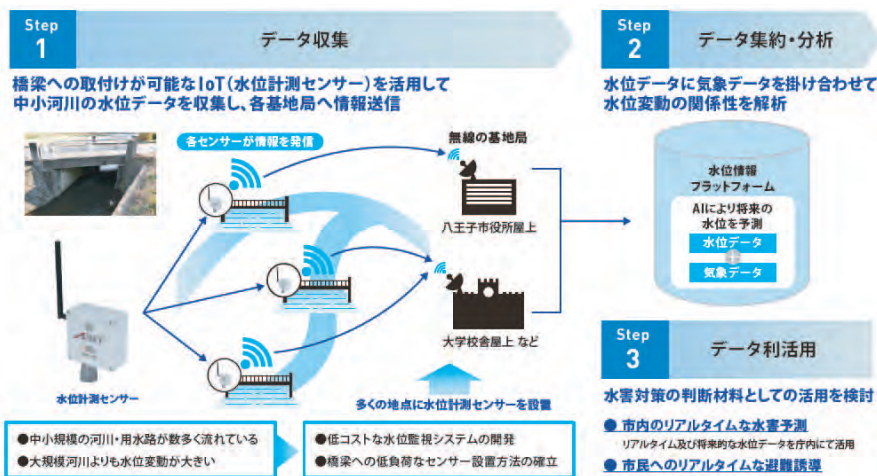 Step
1
データ収集
橋梁への取付けが可能なIoT（水位計測センサー）を活用して
中小河川の水位データを収集し、各基地局へ情報送信
各センサーが情報を発信
無線の基地局
八王子市役所屋上
大学校舎屋上 など
水位計測センサー
多くの地点に水位計測センサーを設置
●中小規模の河川・用水路が数多く流れている
●大規模河川よりも水位変動が大きい
●低コストな水位監視システムの開発
●橋梁への低負荷なセンサー設置方法の確立
Step
2
データ集約・分析
水位データに気象データを掛け合わせて
水位変動の関係性を解析
水位情報
プラットフォーム
AIにより将来の
水位を予測
水位データ
+
気象データ
Step
3
データ利活用
水害対策の判断材料としての活用を検討
● 市内のリアルタイムな水害予測
リアルタイム及び将来的な水位データを庁内にて活用
● 市民へのリアルタイムな避難誘導